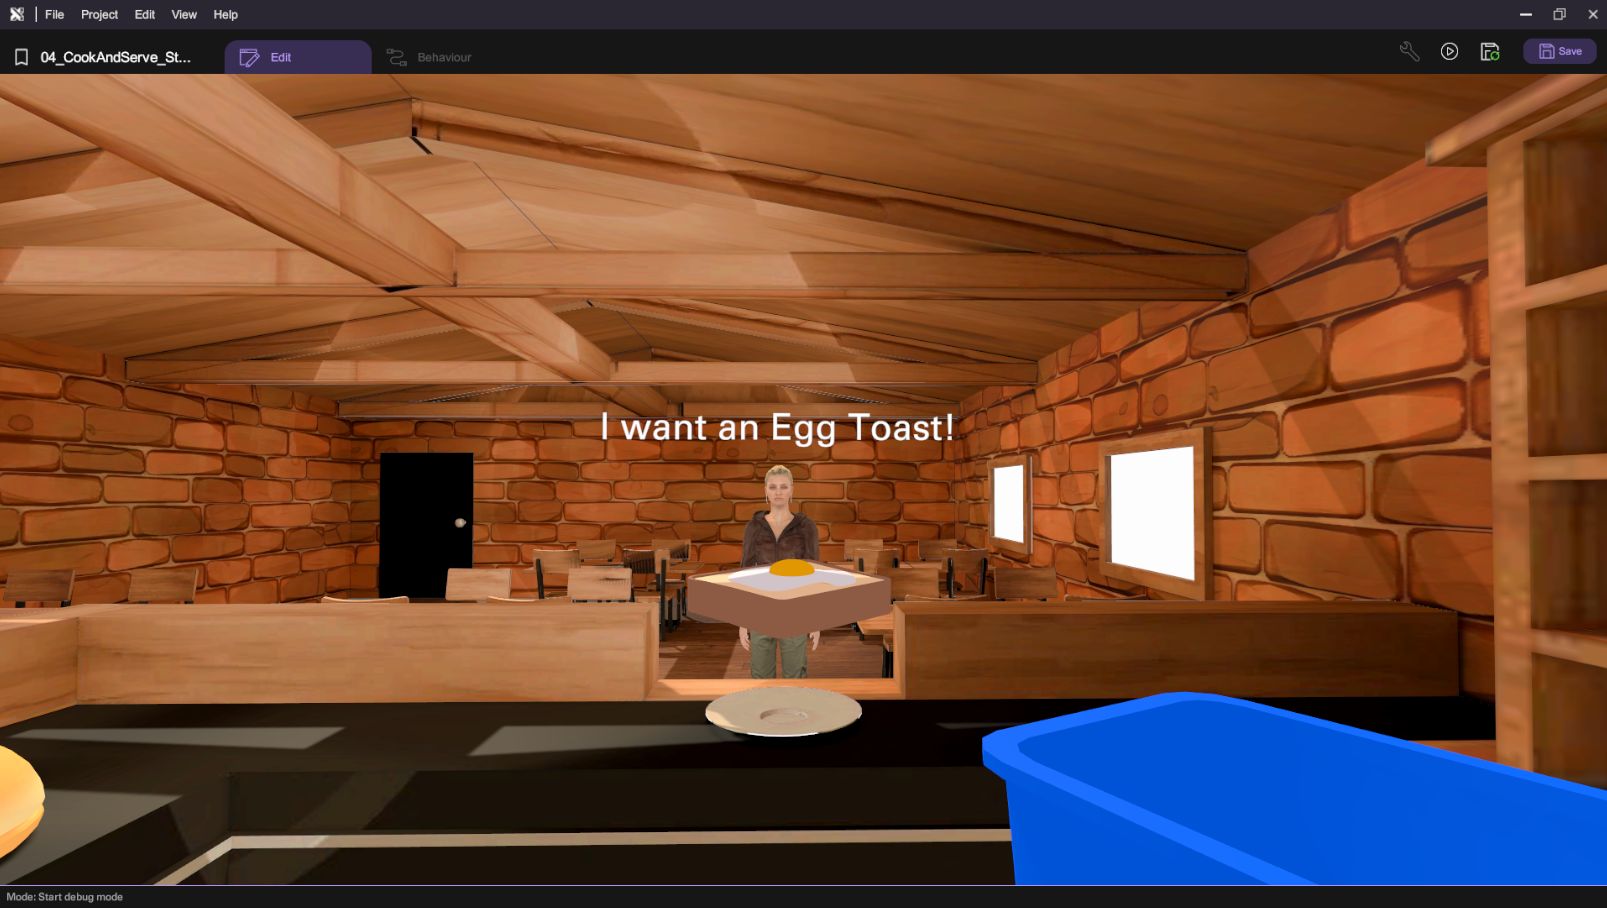 File Project Edit View Help
04_CookAndServe_St... Edit Behaviour Save
I want an Egg Toast!
Mode: Start debug mode